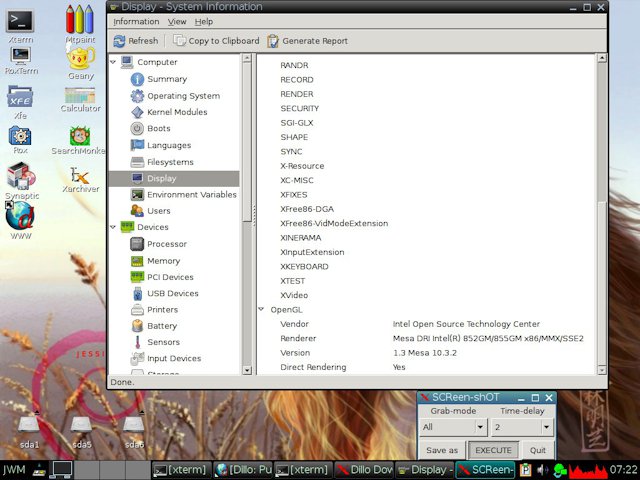 Display - System Information
Information View Help
Refresh Copy to Clipboard Generate Report
Xterm
Mtpaint
RoxTerm
Geany
Xfe
Calculator
Rox
SearchMonke
Synaptic
Xarchiver
WWW
Computer
Summary
Operating System
Kernel Modules
Boots
Languages
Filesystems
Display
Environment Variables
Users
Devices
Processor
Memory
PCI Devices
USB Devices
Printers
Battery
Sensors
Input Devices
Storage
RANDR
RECORD
RENDER
SECURITY
SGI-GLX
SHAPE
SYNC
X-Resource
XC-MISC
XFIXES
XFree86-DGA
XFree86-VidModeExtension
XINERAMA
XInputExtension
XKEYBOARD
XTEST
XVideo
OpenGL
Vendor Intel Open Source Technology Center
Renderer Mesa DRI Intel(R) 852GM/855GM x86/MMX/SSE2
Version 1.3 Mesa 10.3.2
Direct Rendering Yes
Done.
JESSI
SCReen-shOT
Grab-mode Time-delay
All 2
Save as EXECUTE Quit
sda1 sda5 sda6
JWM [xterm] [Dillo: Pu [xterm] Dillo Dow Display - SCReen- 07:22